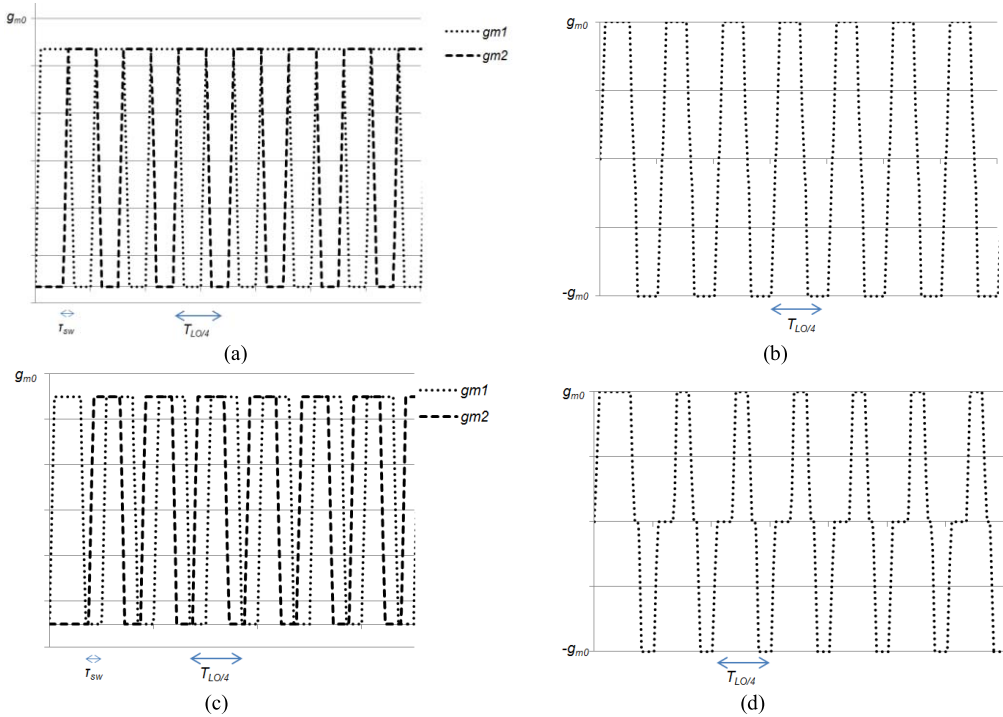 gm0
gm1
gm2
τsw
TLO/4
(a)
gm0
-gm0
TLO/4
(b)
gm0
gm1
gm2
τsw
TLO/4
(c)
gm0
-gm0
TLO/4
(d)